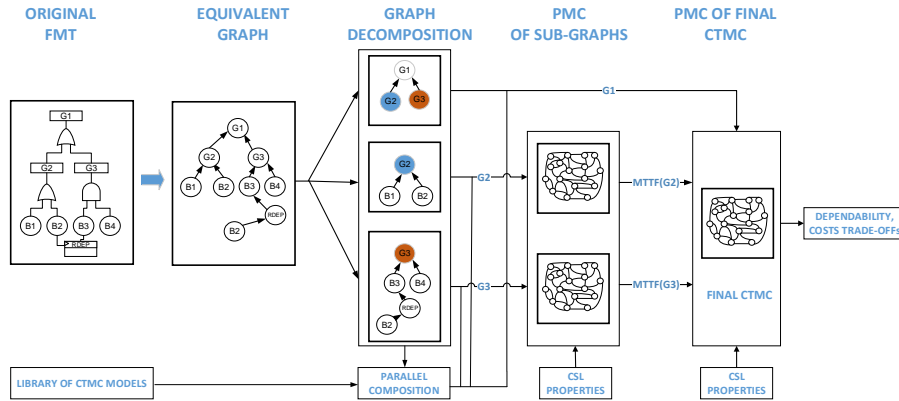 ORIGINAL
FMT
EQUIVALENT
GRAPH
GRAPH
DECOMPOSITION
PMC
OF SUB-GRAPHS
PMC OF FINAL
CTMC
G1
G2
G3
B1
B2
B3
B4
RDEP
G1
G2
G3
B1
B2
B3
B4
RDEP
B2
G1
G2
G3
G2
B1
B2
G3
B3
B4
RDEP
B2
G1
G2
G3
MTTF(G2)
MTTF(G3)
FINAL CTMC
DEPENDABILITY,
COSTS TRADE-OFFs
LIBRARY OF CTMC MODELS
PARALLEL
COMPOSITION
CSL
PROPERTIES
CSL
PROPERTIES